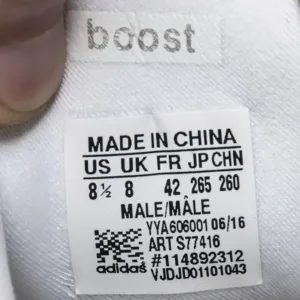 boost
MADE IN CHINA
US UK FR JP CHN
8½ 8 42 265 260
MALE/MÂLE
YYA606001 06/16
ART S77416
#114892312
VJDJD01101043
adidas